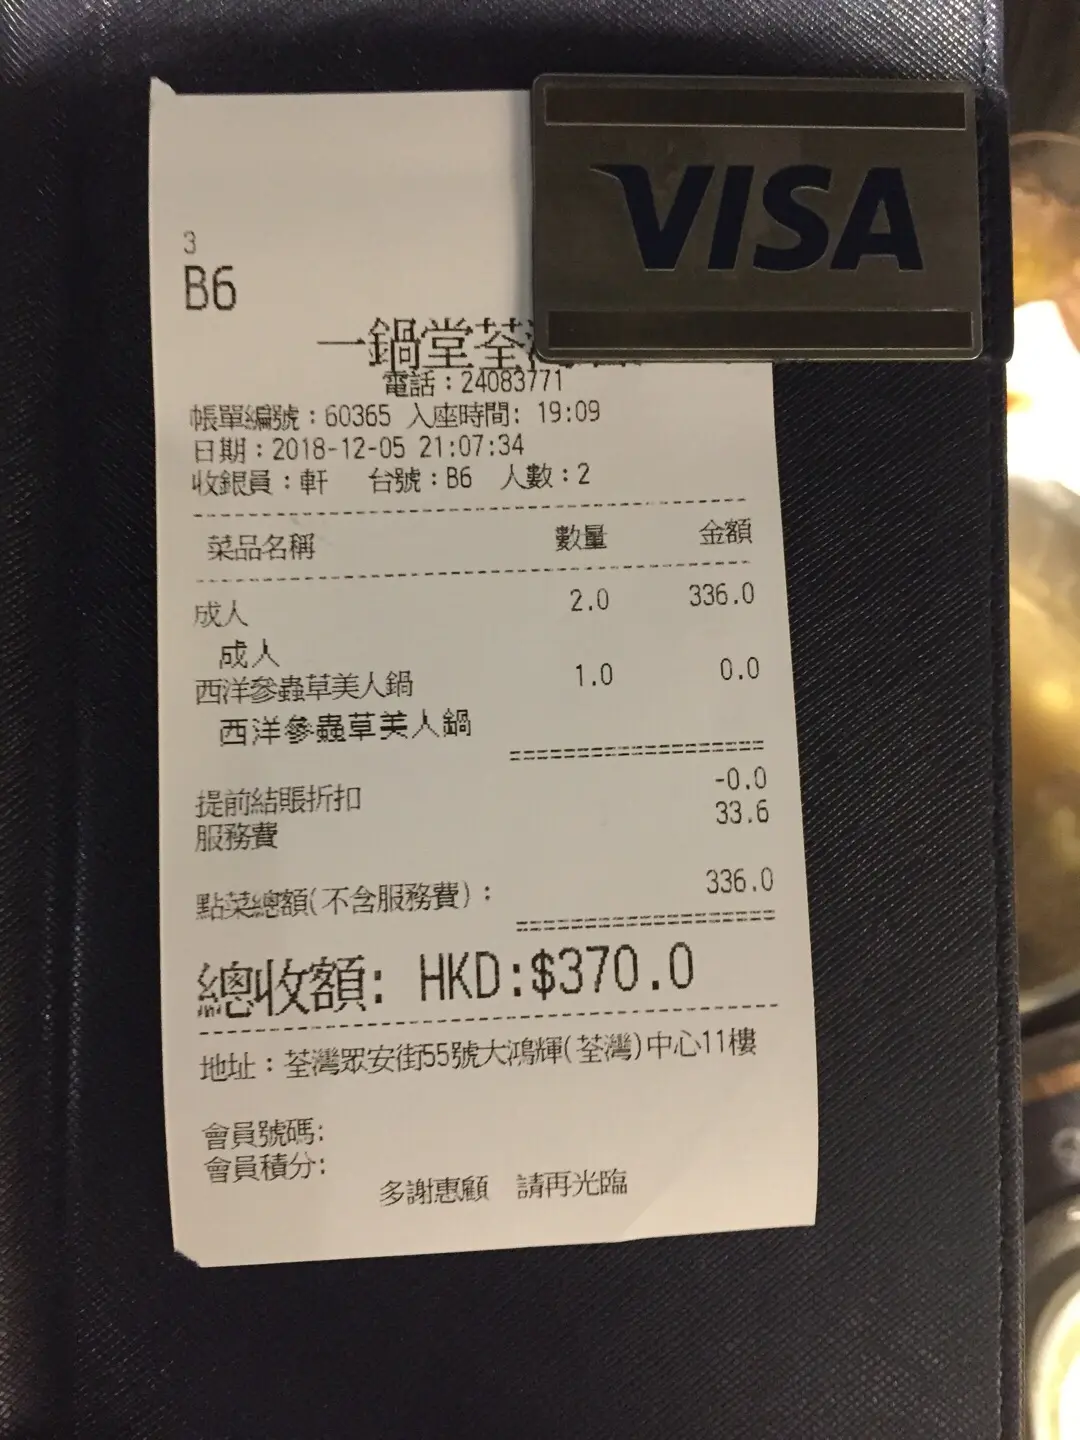 VISA
3
B6
一鍋堂荃
電話：24083771
帳單編號：60365 入座時間: 19:09
日期：2018-12-05 21:07:34
收銀員：軒 台號：B6 人數：2
菜品名稱 數量 金額
成人 2.0 336.0
成人
西洋參蟲草美人鍋 1.0 0.0
西洋參蟲草美人鍋
提前結賬折扣 -0.0
服務費 33.6
點菜總額(不含服務費)： 336.0
總收額: HKD:$370.0
地址：荃灣眾安街55號大鴻輝(荃灣)中心11樓
會員號碼:
會員積分:
多謝惠顧 請再光臨